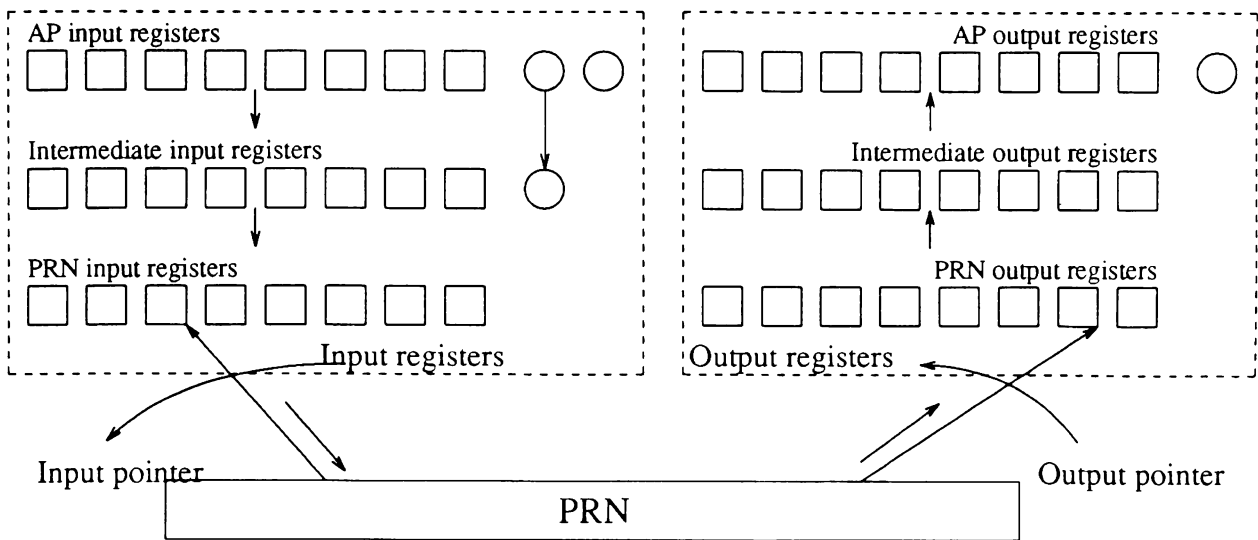 AP input registers
Intermediate input registers
PRN input registers
Input registers
AP output registers
Intermediate output registers
PRN output registers
Output registers
Input pointer
Output pointer
PRN